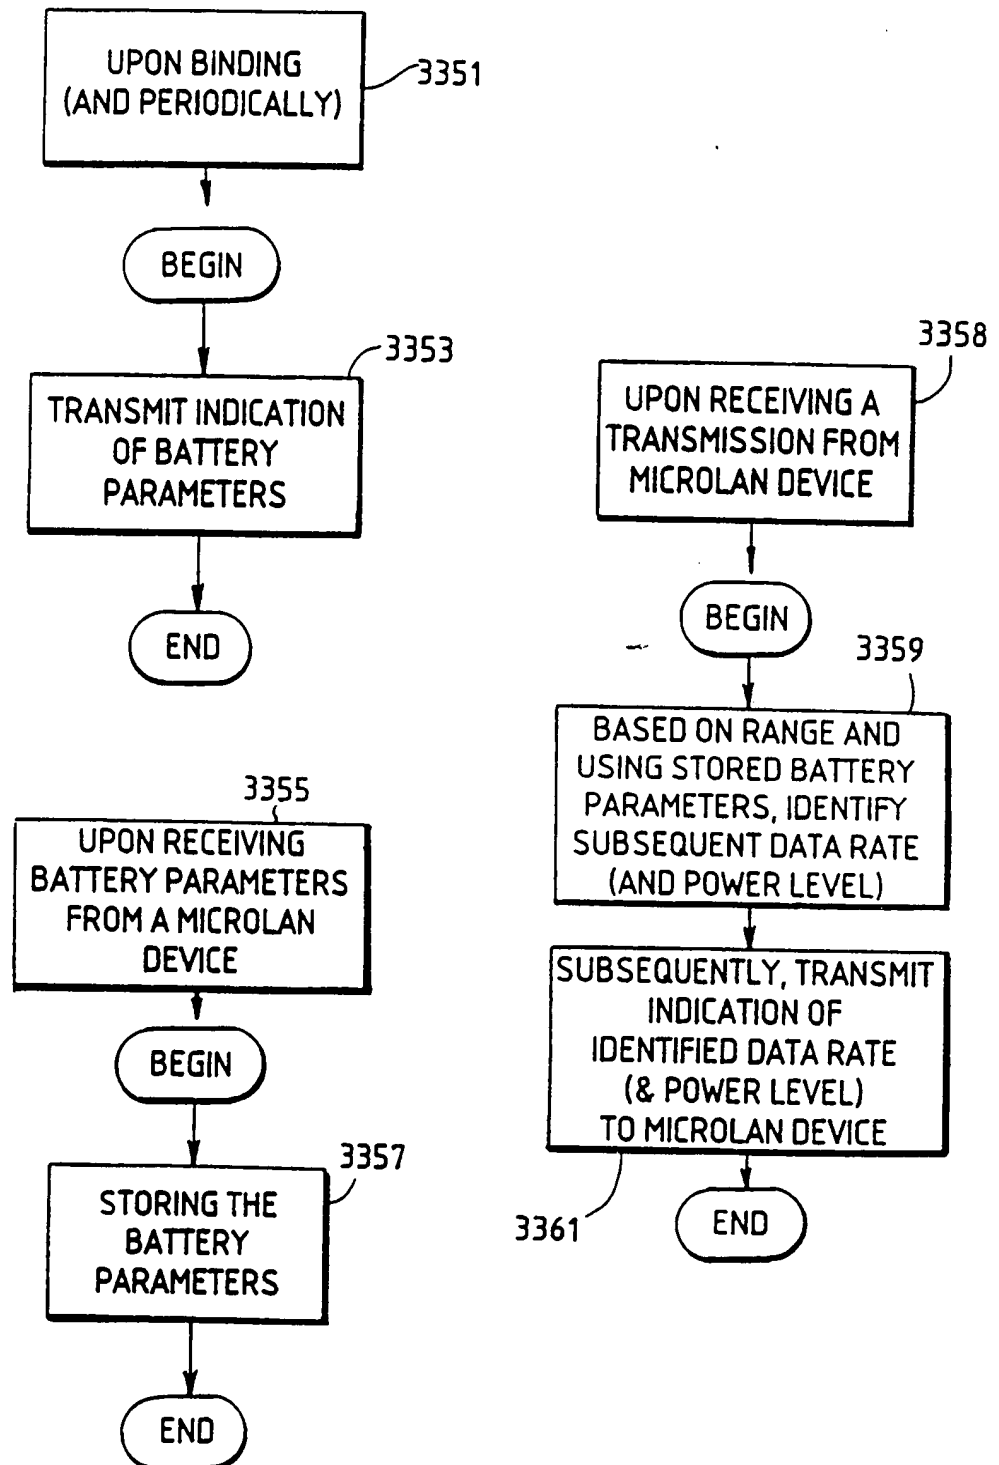 UPON BINDING
(AND PERIODICALLY)
3351
BEGIN
3353
TRANSMIT INDICATION
OF BATTERY
PARAMETERS
END
3355
UPON RECEIVING
BATTERY PARAMETERS
FROM A MICROLAN
DEVICE
BEGIN
3357
STORING THE
BATTERY
PARAMETERS
END
3358
UPON RECEIVING A
TRANSMISSION FROM
MICROLAN DEVICE
BEGIN
3359
BASED ON RANGE AND
USING STORED BATTERY
PARAMETERS, IDENTIFY
SUBSEQUENT DATA RATE
(AND POWER LEVEL)
SUBSEQUENTLY, TRANSMIT
INDICATION OF
IDENTIFIED DATA RATE
(& POWER LEVEL)
TO MICROLAN DEVICE
3361
END